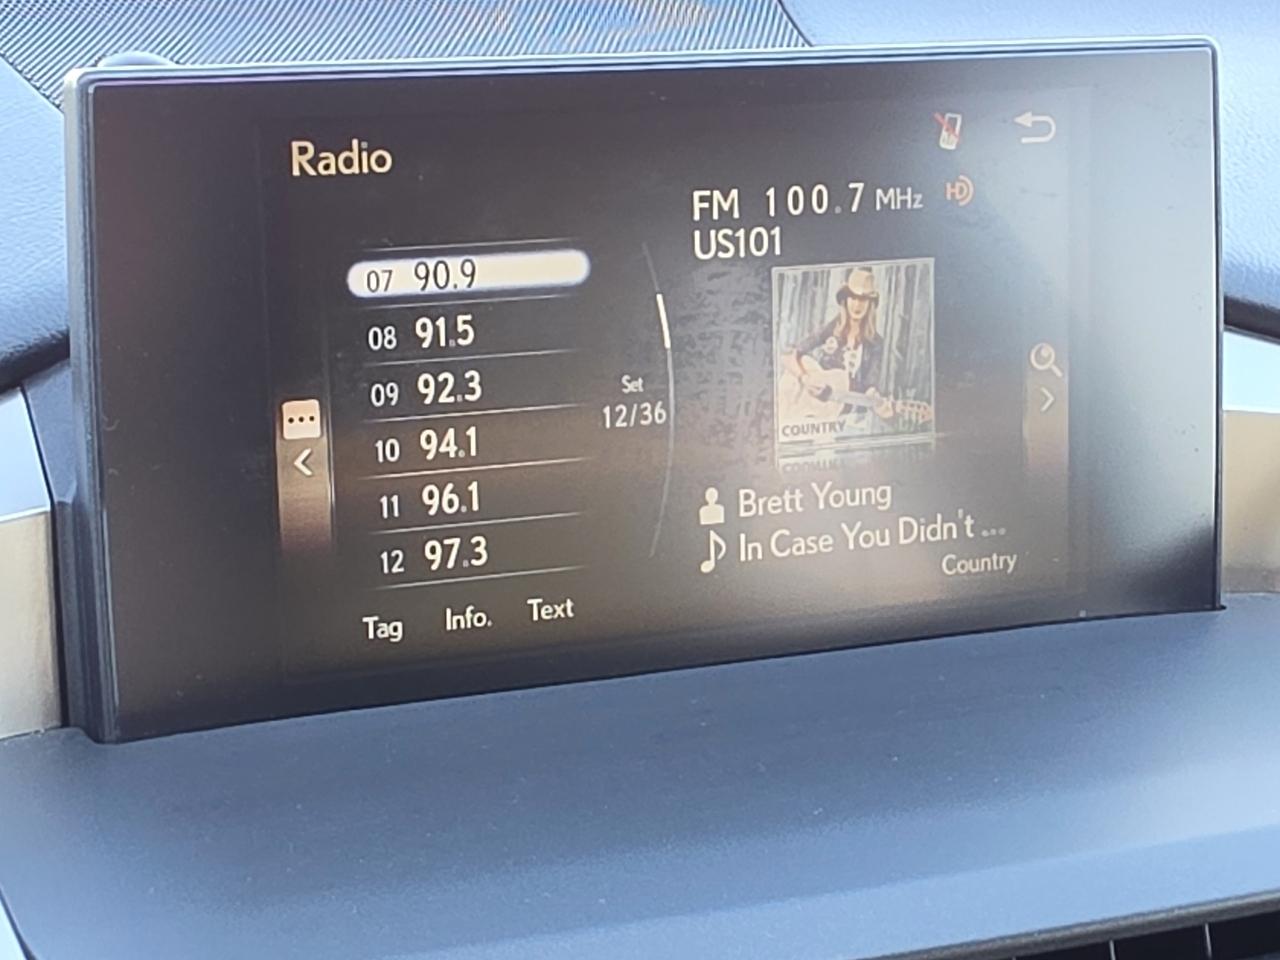 Radio
FM 100.7 MHz HD
US101
07 90.9
08 91.5
09 92.3
10 94.1
11 96.1
12 97.3
Set
12/36
COUNTRY
Brett Young
In Case You Didn't ...
Country
Tag Info. Text